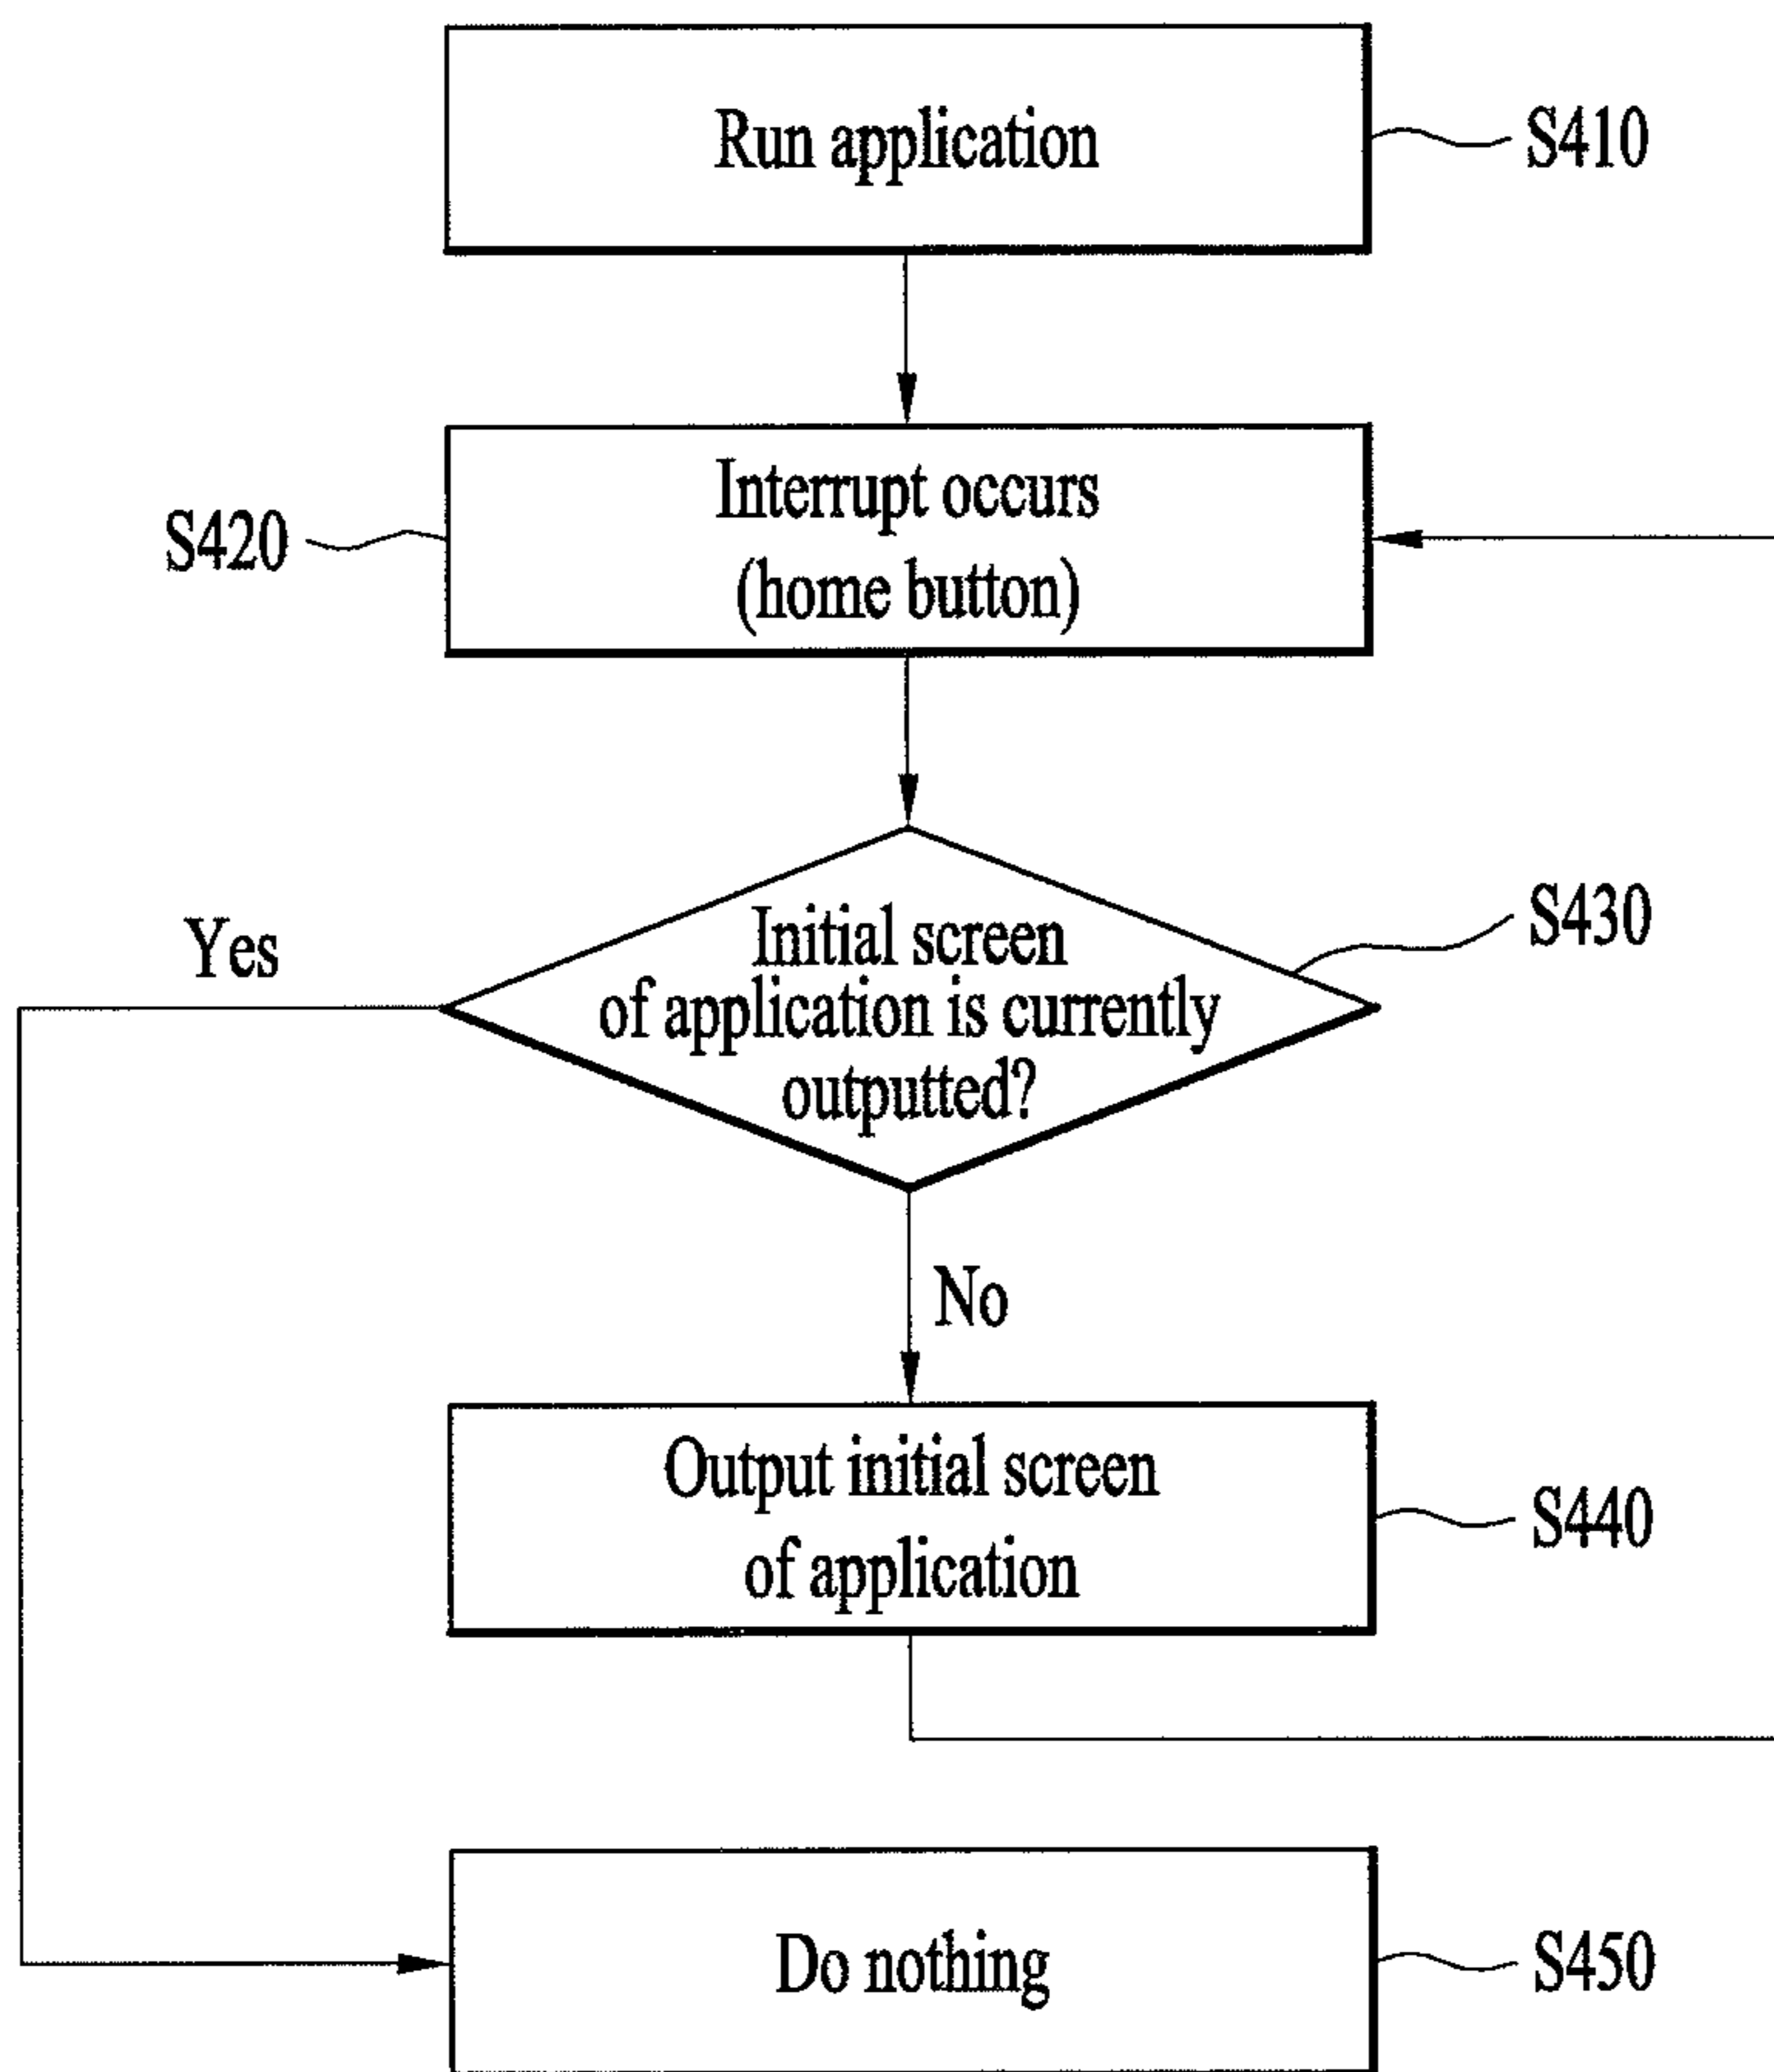 Run application
S410
Interrupt occurs
(home button)
S420
Initial screen
of application is currently
outputted?
S430
Yes
No
Output initial screen
of application
S440
Do nothing
S450